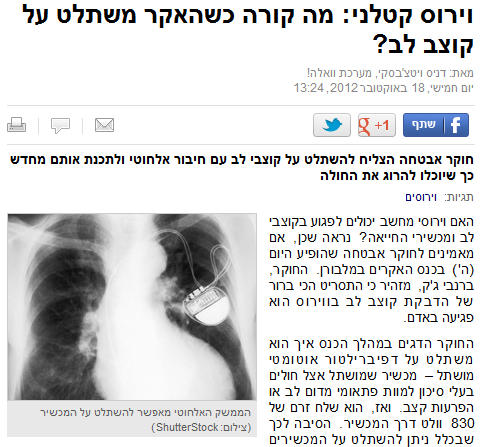 וירוס קטלני: מה קורה כשהאקר משתלט על
קוצב לב?
מאת: דניס ויטצ'בסקי, מערכת וואלה!
יום חמישי, 18 באוקטובר 2012, 13:24
שתף
g +1
חוקר אבטחה הצליח להשתלט על קוצבי לב עם חיבור אלחוטי ולתכנת אותם מחדש
כך שיוכלו להרוג את החולה
תגיות: וירוסים
האם וירוסי מחשב יכולים לפגוע בקוצבי
לב ומכשירי החייאה? נראה שכן, אם
מאמינים לחוקר אבטחה שהופיע היום
(ה') בכנס האקרים במלבורן. החוקר,
ברנבי ג'ק, מזהיר כי התסריט הכי ברור
של הדבקת קוצב לב בווירוס הוא
פגיעה באדם.
החוקר הדגים במהלך הכנס איך הוא
משתלט על דפיברילטור אוטומטי
מושתל – מכשיר שמושתל אצל חולים
בעלי סיכון למוות פתאומי מדום לב או
הפרעות קצב. ואז, הוא שלח זרם של
830 וולט דרך המכשיר. הסיבה לכך
שבכלל ניתן להשתלט על המכשירים
הממשק האלחוטי מאפשר להשתלט על המכשיר
(צילום: ShutterStock)